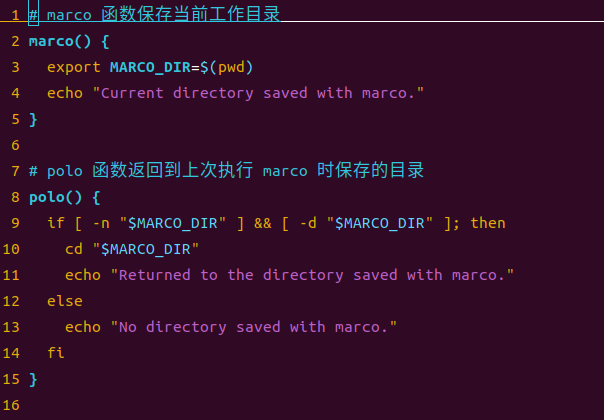 1 # marco 函数保存当前工作目录
2 marco() {
3   export MARCO_DIR=$(pwd)
4   echo "Current directory saved with marco."
5 }
6
7 # polo 函数返回到上次执行 marco 时保存的目录
8 polo() {
9   if [ -n "$MARCO_DIR" ] && [ -d "$MARCO_DIR" ]; then
10     cd "$MARCO_DIR"
11     echo "Returned to the directory saved with marco."
12   else
13     echo "No directory saved with marco."
14   fi
15 }
16